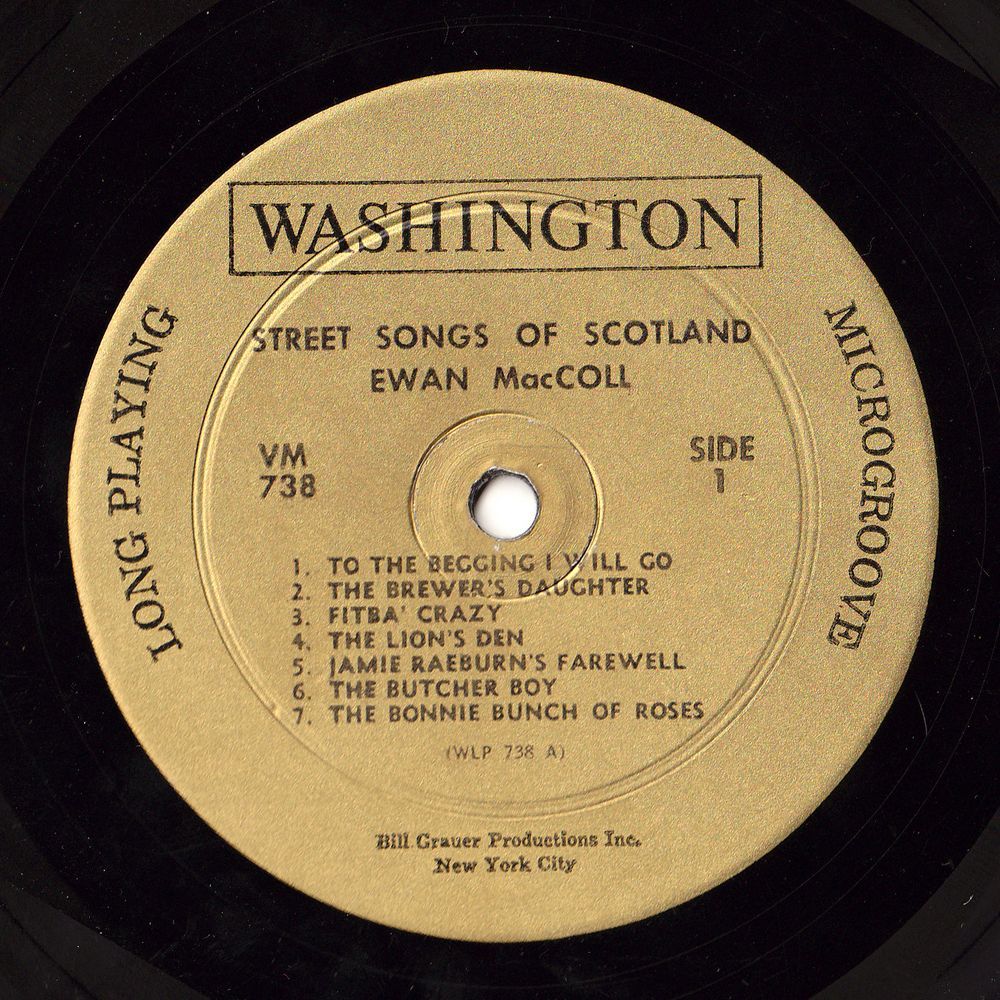 WASHINGTON
STREET SONGS OF SCOTLAND
EWAN MacCOLL
LONG PLAYING
MICROGROOVE
VM
738
SIDE
1
1. TO THE BEGGING I WILL GO
2. THE BREWER'S DAUGHTER
3. FITBA' CRAZY
4. THE LION'S DEN
5. JAMIE RAEBURN'S FAREWELL
6. THE BUTCHER BOY
7. THE BONNIE BUNCH OF ROSES
(WLP 738 A)
Bill Grauer Productions Inc.
New York City